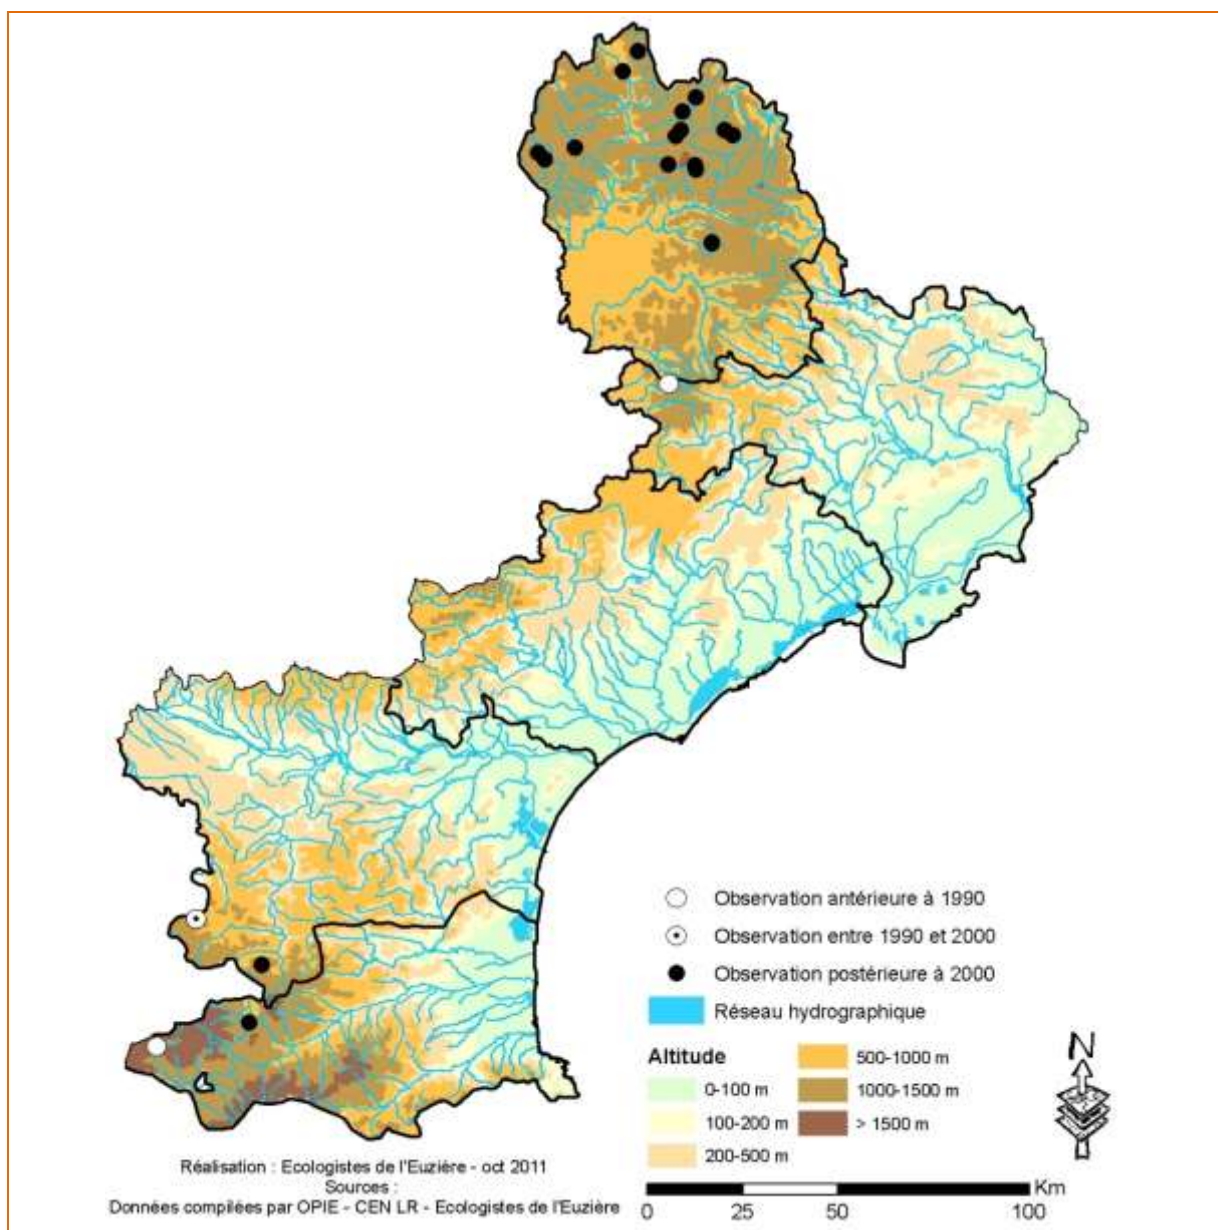 Observation antérieure à 1990
Observation entre 1990 et 2000
Observation postérieure à 2000
Réseau hydrographique
Altitude
0-100 m
100-200 m
200-500 m
500-1000 m
1000-1500 m
> 1500 m
N
Réalisation : Ecologistes de l'Euzière - oct 2011
Sources :
Données compilées par OPIE - CEN LR - Ecologistes de l'Euzière
Km
0 25 50 100